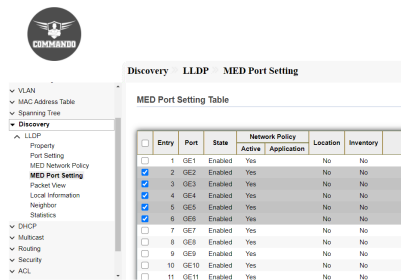 COMMANDO
Discovery LLDP MED Port Setting
VLAN
MAC Address Table
Spanning Tree
Discovery
LLDP
Property
Port Setting
MED Network Policy
MED Port Setting
Packet View
Local Information
Neighbor
Statistics
DHCP
Multicast
Routing
Security
ACL
MED Port Setting Table
Entry Port State Network Policy Location Inventory
Active Application
1 GE1 Enabled Yes No No
2 GE2 Enabled Yes No No
3 GE3 Enabled Yes No No
4 GE4 Enabled Yes No No
5 GE5 Enabled Yes No No
6 GE6 Enabled Yes No No
7 GE7 Enabled Yes No No
8 GE8 Enabled Yes No No
9 GE9 Enabled Yes No No
10 GE10 Enabled Yes No No
11 GE11 Enabled Yes No No